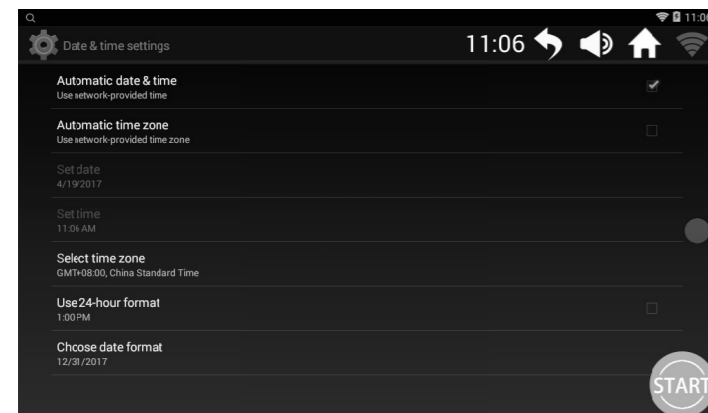 11:06
Date & time settings
11:06
Automatic date & time
Use network-provided time
Automatic time zone
Use network-provided time zone
Set date
4/19/2017
Set time
11:06 AM
Select time zone
GMT+08:00, China Standard Time
Use 24-hour format
1:00 PM
Choose date format
12/31/2017
START